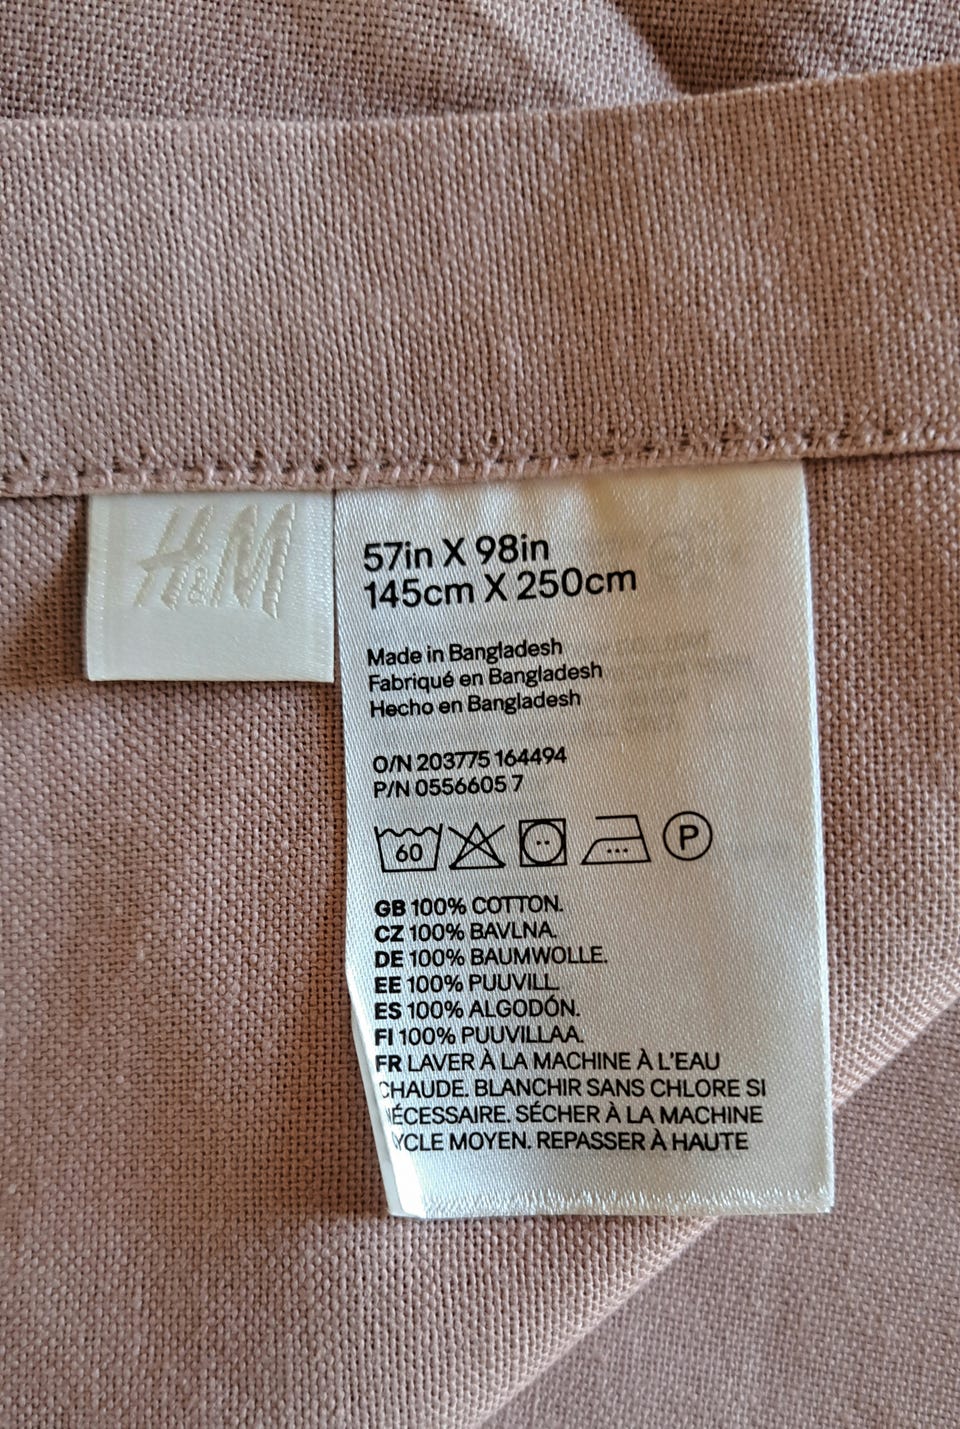 H&M
57in X 98in
145cm X 250cm
Made in Bangladesh
Fabriqué en Bangladesh
Hecho en Bangladesh
O/N 203775 164494
P/N 0556605 7
60
P
GB 100% COTTON.
CZ 100% BAVLNA.
DE 100% BAUMWOLLE.
EE 100% PUUVILL.
ES 100% ALGODÓN.
FI 100% PUUVILLAA.
FR LAVER À LA MACHINE À L'EAU
CHAUDE. BLANCHIR SANS CHLORE SI
ÉCESSAIRE. SÉCHER À LA MACHINE
YCLE MOYEN. REPASSER À HAUTE